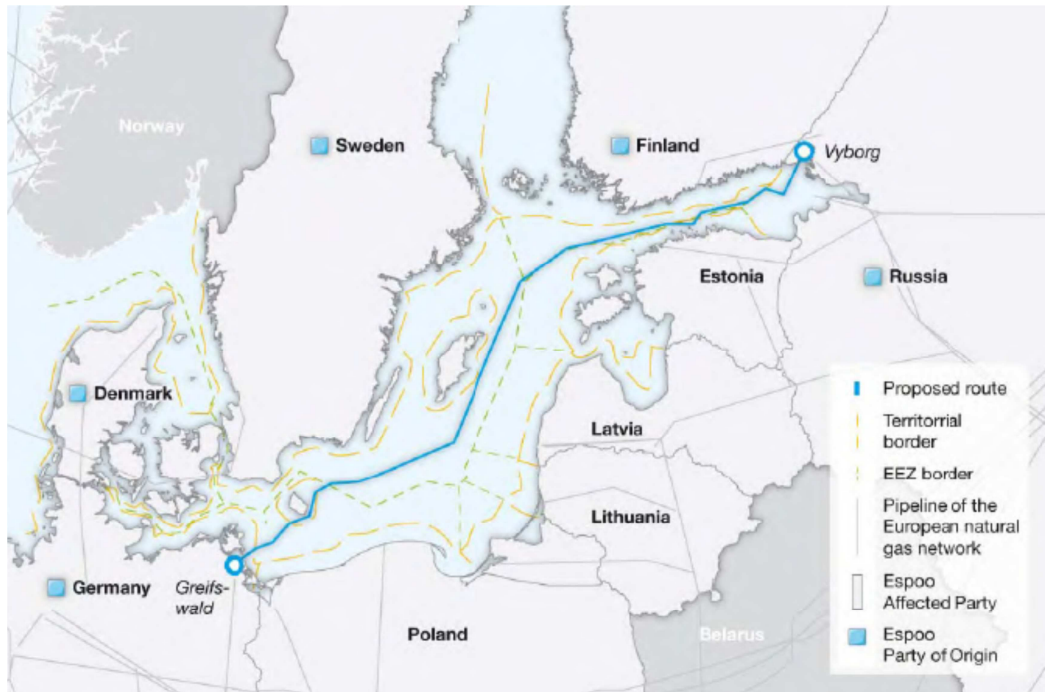 Norway
Sweden
Finland
Vyborg
Estonia
Russia
Denmark
Latvia
Lithuania
Germany
Greifs-
wald
Poland
Belarus
Proposed route
Territorrial
border
EEZ border
Pipeline of the
European natural
gas network
Espoo
Affected Party
Espoo
Party of Origin